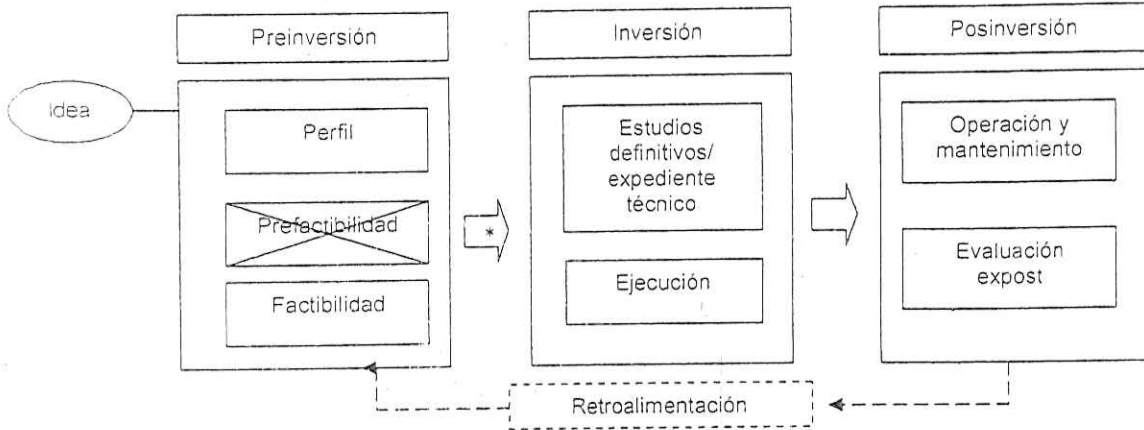 Preinversión
Inversión
Posinversión
Idea
Perfil
Prefactibilidad
Factibilidad
*
Estudios
definitivos/
expediente
técnico
Ejecución
Operación y
mantenimiento
Evaluación
expost
Retroalimentación